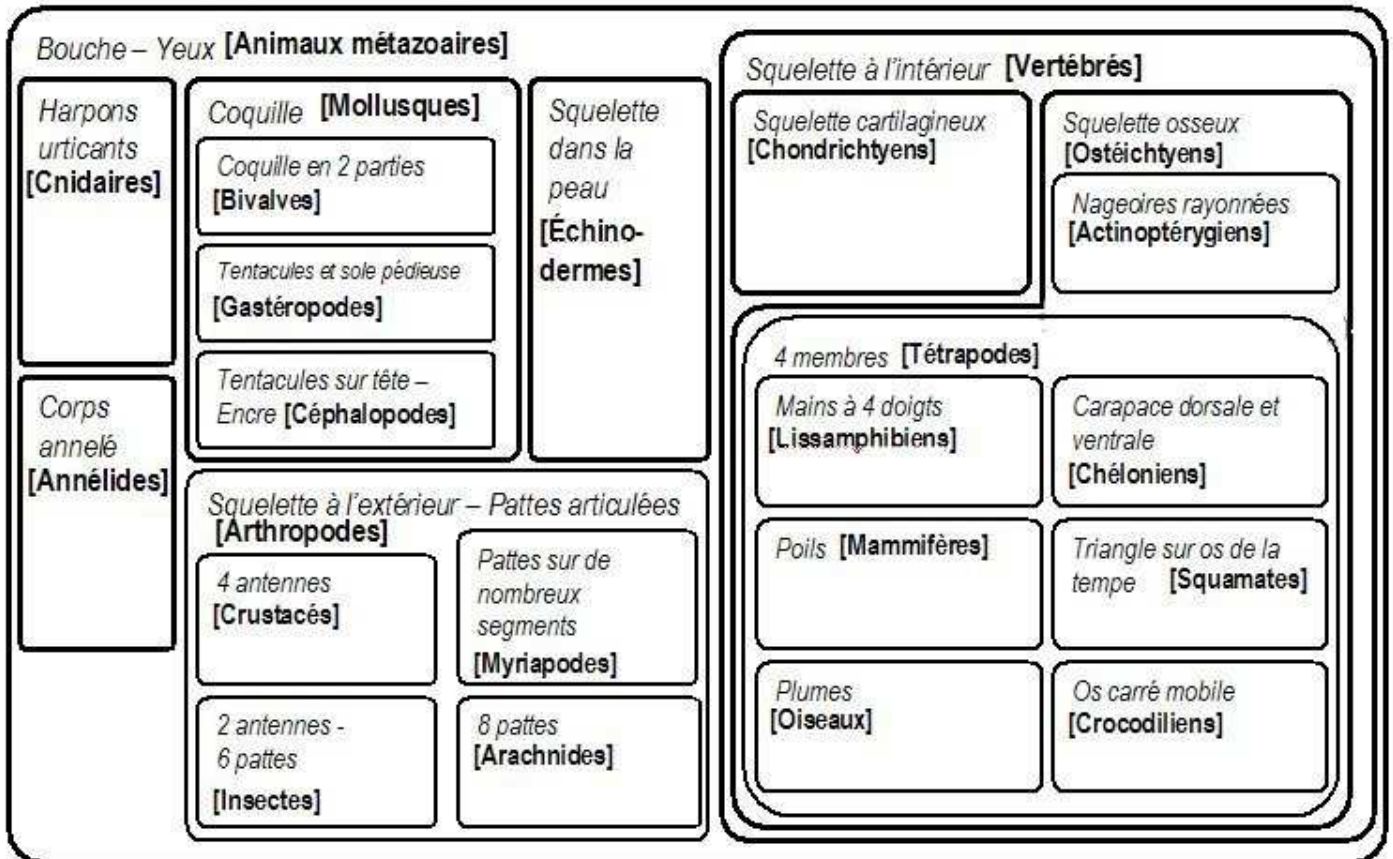 Bouche – Yeux [Animaux métazoaires]
Harpons
urticants
[Cnidaires]
Corps
annelé
[Annélides]
Coquille [Mollusques]
Coquille en 2 parties
[Bivalves]
Tentacules et sole pédieuse
[Gastéropodes]
Tentacules sur tête –
Encre [Céphalopodes]
Squelette
dans la
peau
[Échino-
dermes]
Squelette à l'extérieur – Pattes articulées
[Arthropodes]
4 antennes
[Crustacés]
Pattes sur de
nombreux
segments
[Myriapodes]
2 antennes -
6 pattes
[Insectes]
8 pattes
[Arachnides]
Squelette à l'intérieur [Vertébrés]
Squelette cartilagineux
[Chondrichtyens]
Squelette osseux
[Ostéichtyens]
Nageoires rayonnées
[Actinoptérygiens]
4 membres [Tétrapodes]
Mains à 4 doigts
[Lissamphibiens]
Carapace dorsale et
ventrale
[Chéloniens]
Poils [Mammifères]
Triangle sur os de la
tempe [Squamates]
Plumes
[Oiseaux]
Os carré mobile
[Crocodiliens]